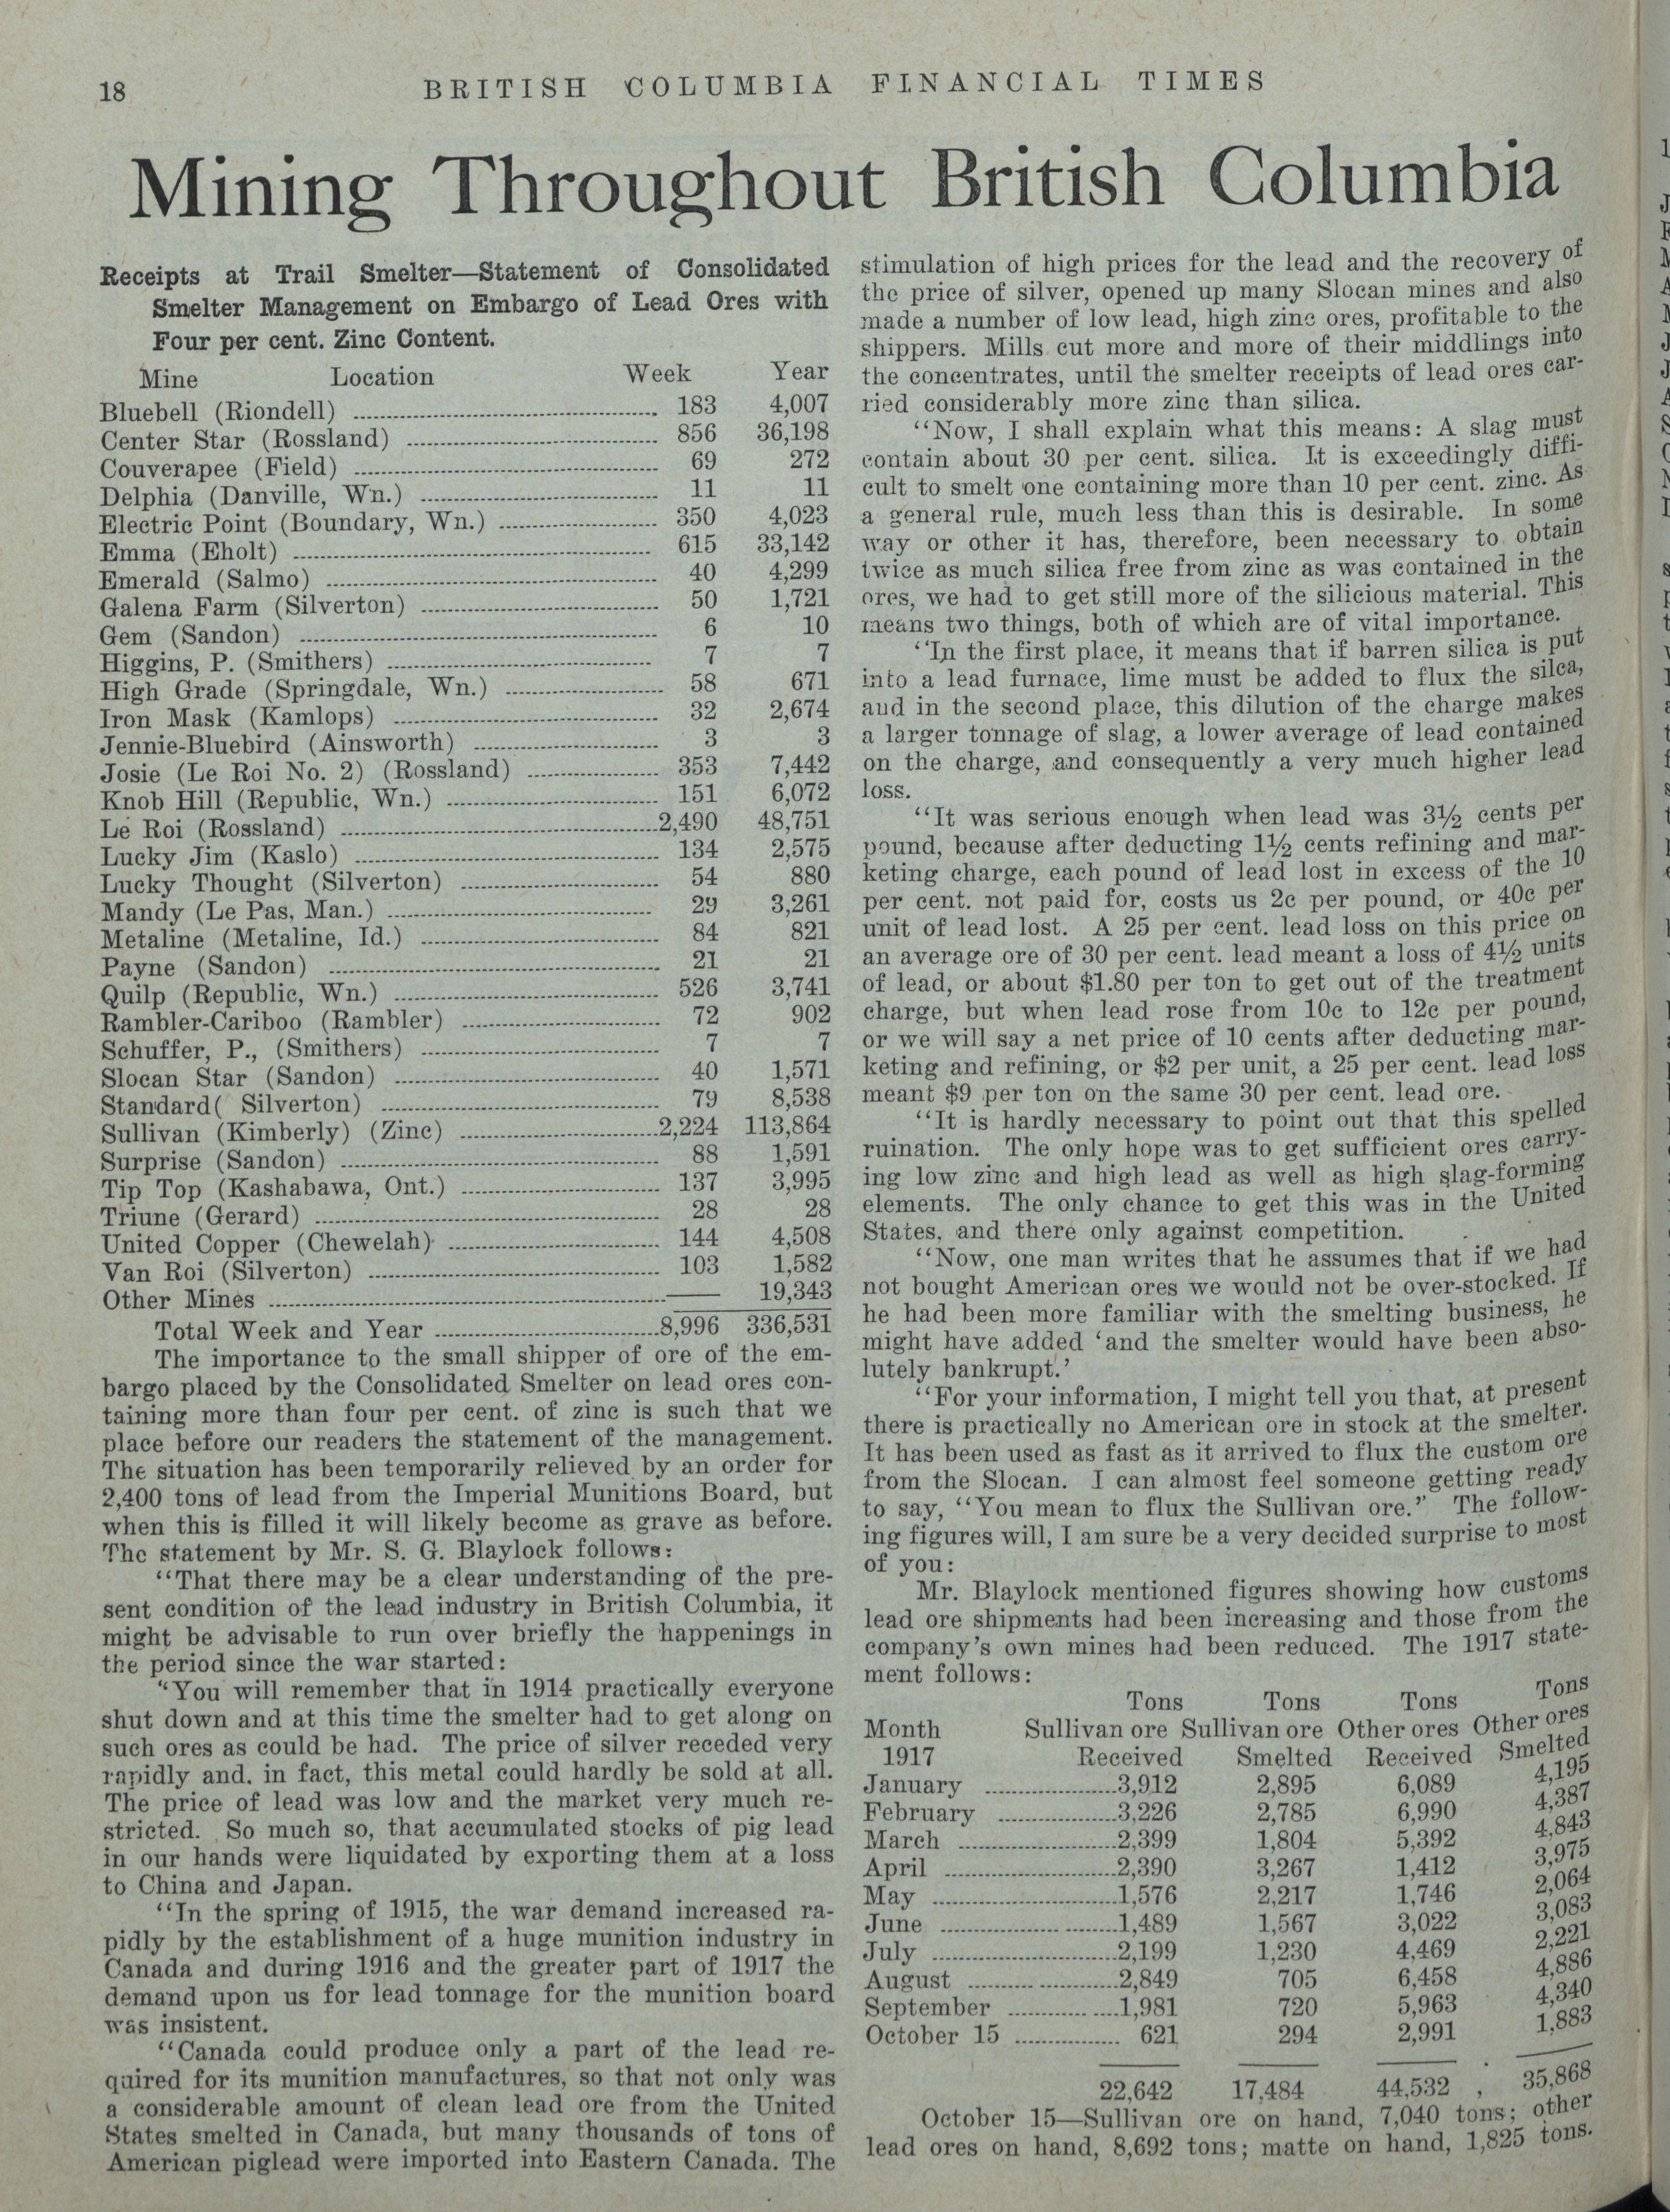 18
BRITISH COLUMBIA FINANCIAL TIMES
Mining Throughout British Columbia
Receipts at Trail Smelter—Statement of Consolidated
Smelter Management on Embargo of Lead Ores with
Four per cent. Zinc Content.
Mine Location Week Year
Bluebell (Riondell) 183 4,007
Center Star (Rossland) 856 36,198
Couverapee (Field) 69 272
Delphia (Danville, Wn.) 11 11
Electric Point (Boundary, Wn.) 350 4,023
Emma (Eholt) 615 33,142
Emerald (Salmo) 40 4,299
Galena Farm (Silverton) 50 1,721
Gem (Sandon) 6 10
Higgins, P. (Smithers) 7 7
High Grade (Springdale, Wn.) 58 671
Iron Mask (Kamlops) 32 2,674
Jennie-Bluebird (Ainsworth) 3 3
Josie (Le Roi No. 2) (Rossland) 353 7,442
Knob Hill (Republic, Wn.) 151 6,072
Le Roi (Rossland) 2,490 48,751
Lucky Jim (Kaslo) 134 2,575
Lucky Thought (Silverton) 54 880
Mandy (Le Pas, Man.) 29 3,261
Metaline (Metaline, Id.) 84 821
Payne (Sandon) 21 21
Quilp (Republic, Wn.) 526 3,741
Rambler-Cariboo (Rambler) 72 902
Schuffer, P., (Smithers) 7 7
Slocan Star (Sandon) 40 1,571
Standard( Silverton) 79 8,538
Sullivan (Kimberly) (Zinc) 2,224 113,864
Surprise (Sandon) 88 1,591
Tip Top (Kashabawa, Ont.) 137 3,995
Triune (Gerard) 28 28
United Copper (Chewelah) 144 4,508
Van Roi (Silverton) 103 1,582
Other Mines —— 19,343
Total Week and Year 8,996 336,531
The importance to the small shipper of ore of the em-
bargo placed by the Consolidated Smelter on lead ores con-
taining more than four per cent. of zinc is such that we
place before our readers the statement of the management.
The situation has been temporarily relieved by an order for
2,400 tons of lead from the Imperial Munitions Board, but
when this is filled it will likely become as grave as before.
The statement by Mr. S. G. Blaylock follows:
"That there may be a clear understanding of the pre-
sent condition of the lead industry in British Columbia, it
might be advisable to run over briefly the happenings in
the period since the war started:
"You will remember that in 1914 practically everyone
shut down and at this time the smelter had to get along on
such ores as could be had. The price of silver receded very
rapidly and. in fact, this metal could hardly be sold at all.
The price of lead was low and the market very much re-
stricted. So much so, that accumulated stocks of pig lead
in our hands were liquidated by exporting them at a loss
to China and Japan.
"In the spring of 1915, the war demand increased ra-
pidly by the establishment of a huge munition industry in
Canada and during 1916 and the greater part of 1917 the
demand upon us for lead tonnage for the munition board
was insistent.
"Canada could produce only a part of the lead re-
quired for its munition manufactures, so that not only was
a considerable amount of clean lead ore from the United
States smelted in Canada, but many thousands of tons of
American piglead were imported into Eastern Canada. The
stimulation of high prices for the lead and the recovery of
the price of silver, opened up many Slocan mines and also
made a number of low lead, high zinc ores, profitable to the
shippers. Mills cut more and more of their middlings into
the concentrates, until the smelter receipts of lead ores car-
ried considerably more zinc than silica.
"Now, I shall explain what this means: A slag must
contain about 30 per cent. silica. It is exceedingly diffi-
cult to smelt one containing more than 10 per cent. zinc. As
a general rule, much less than this is desirable. In some
way or other it has, therefore, been necessary to obtain
twice as much silica free from zinc as was contained in the
ores, we had to get still more of the silicious material. This
means two things, both of which are of vital importance.
"In the first place, it means that if barren silica is put
into a lead furnace, lime must be added to flux the silca,
and in the second place, this dilution of the charge makes
a larger tonnage of slag, a lower average of lead contained
on the charge, and consequently a very much higher lead
loss.
"It was serious enough when lead was 3½ cents per
pound, because after deducting 1½ cents refining and mar-
keting charge, each pound of lead lost in excess of the 10
per cent. not paid for, costs us 2c per pound, or 40c per
unit of lead lost. A 25 per cent. lead loss on this price on
an average ore of 30 per cent. lead meant a loss of 4½ units
of lead, or about $1.80 per ton to get out of the treatment
charge, but when lead rose from 10c to 12c per pound,
or we will say a net price of 10 cents after deducting mar-
keting and refining, or $2 per unit, a 25 per cent. lead loss
meant $9 per ton on the same 30 per cent. lead ore.
"It is hardly necessary to point out that this spelled
ruination. The only hope was to get sufficient ores carry-
ing low zinc and high lead as well as high slag-forming
elements. The only chance to get this was in the United
States, and there only against competition.
"Now, one man writes that he assumes that if we had
not bought American ores we would not be over-stocked. If
he had been more familiar with the smelting business, he
might have added 'and the smelter would have been abso-
lutely bankrupt.'
"For your information, I might tell you that, at present
there is practically no American ore in stock at the smelter.
It has been used as fast as it arrived to flux the custom ore
from the Slocan. I can almost feel someone getting ready
to say, "You mean to flux the Sullivan ore." The follow-
ing figures will, I am sure be a very decided surprise to most
of you:
Mr. Blaylock mentioned figures showing how customs
lead ore shipments had been increasing and those from the
company's own mines had been reduced. The 1917 state-
ment follows:
Tons Tons Tons Tons
Month Sullivan ore Sullivan ore Other ores Other ores
1917 Received Smelted Received Smelted
January 3,912 2,895 6,089 4,195
February 3,226 2,785 6,990 4,387
March 2,399 1,804 5,392 4,843
April 2,390 3,267 1,412 3,975
May 1,576 2,217 1,746 2,064
June 1,489 1,567 3,022 3,083
July 2,199 1,230 4,469 2,221
August 2,849 705 6,458 4,886
September 1,981 720 5,963 4,340
October 15 621 294 2,991 1,883
22,642 17,484 44,532 35,868
October 15—Sullivan ore on hand, 7,040 tons; other
lead ores on hand, 8,692 tons; matte on hand, 1,825 tons.